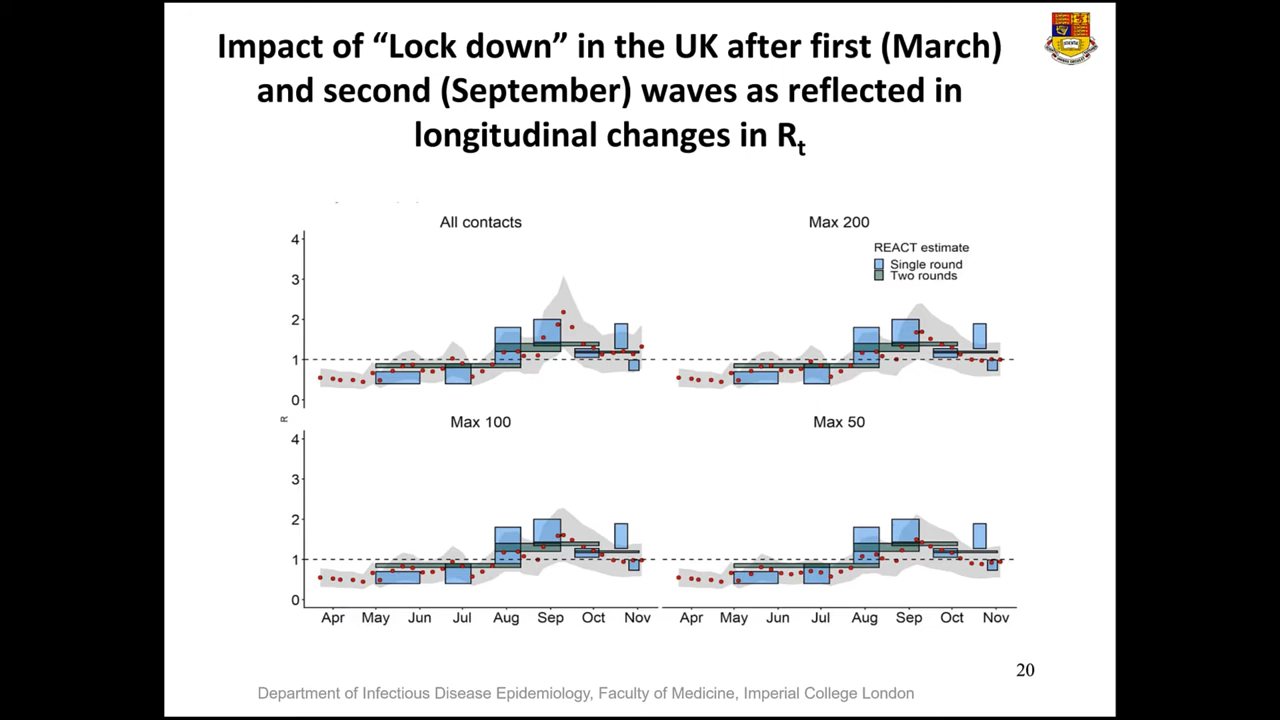 Impact of “Lock down” in the UK after first (March)
and second (September) waves as reflected in
longitudinal changes in Rt
All contacts
Max 200
REACT estimate
Single round
Two rounds
4
3
2
1
0
R
Max 100
Max 50
4
3
2
1
0
Apr May Jun Jul Aug Sep Oct Nov
Apr May Jun Jul Aug Sep Oct Nov
20
Department of Infectious Disease Epidemiology, Faculty of Medicine, Imperial College London